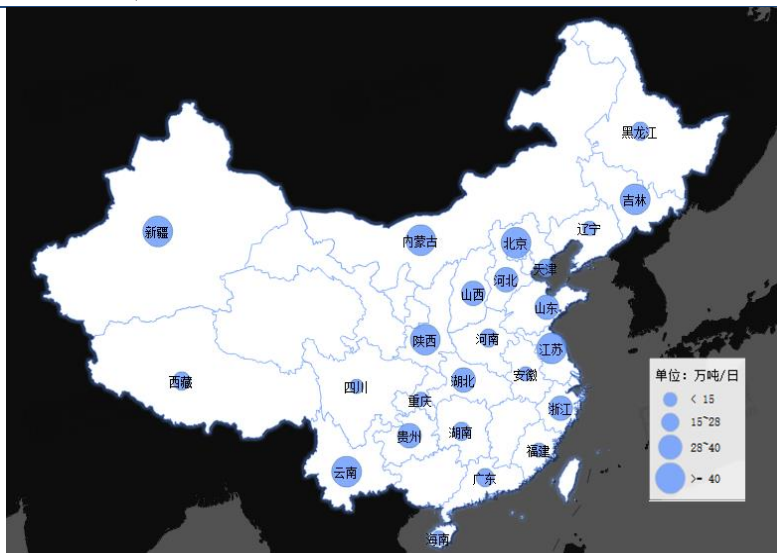 黑龙江
吉林
新疆
内蒙古
北京
辽宁
天津
河北
山西
山东
陕西
河南
江苏
西藏
四川
湖北
安徽
重庆
浙江
贵州
湖南
福建
云南
广东
海南
单位: 万吨/日
< 15
15~28
28~40
>= 40